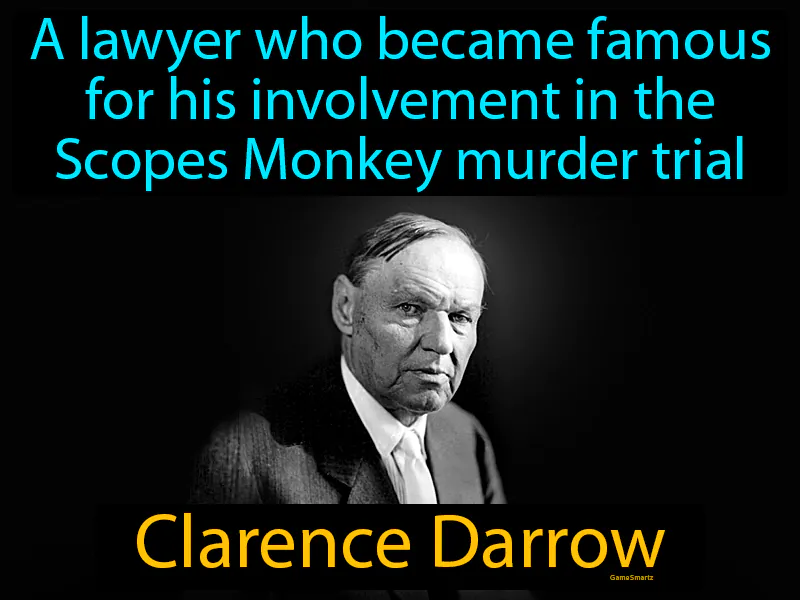 A lawyer who became famous
for his involvement in the
Scopes Monkey murder trial
Clarence Darrow
GameSmartz